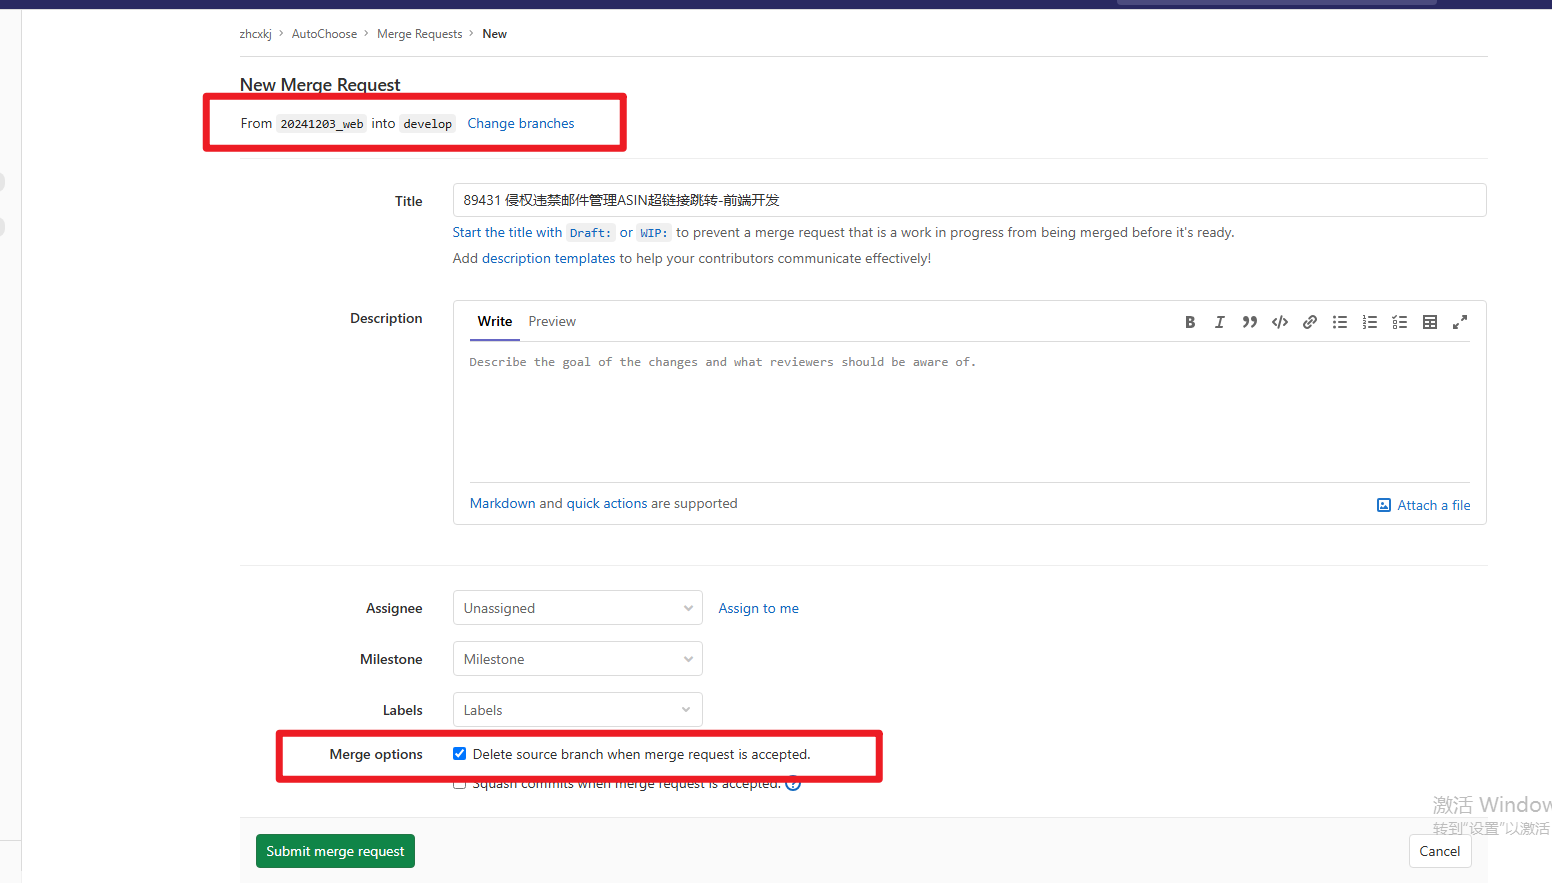 zhcxkj > AutoChoose > Merge Requests > New
New Merge Request
From 20241203_web into develop Change branches
Title 89431 侵权违禁邮件管理ASIN超链接跳转-前端开发
Start the title with Draft: or WIP: to prevent a merge request that is a work in progress from being merged before it's ready.
Add description templates to help your contributors communicate effectively!
Description Write Preview
Describe the goal of the changes and what reviewers should be aware of.
Markdown and quick actions are supported Attach a file
Assignee Unassigned Assign to me
Milestone Milestone
Labels Labels
Merge options Delete source branch when merge request is accepted.
Squash commits when merge request is accepted.
激活 Window
转到"设置"以激活
Submit merge request Cancel